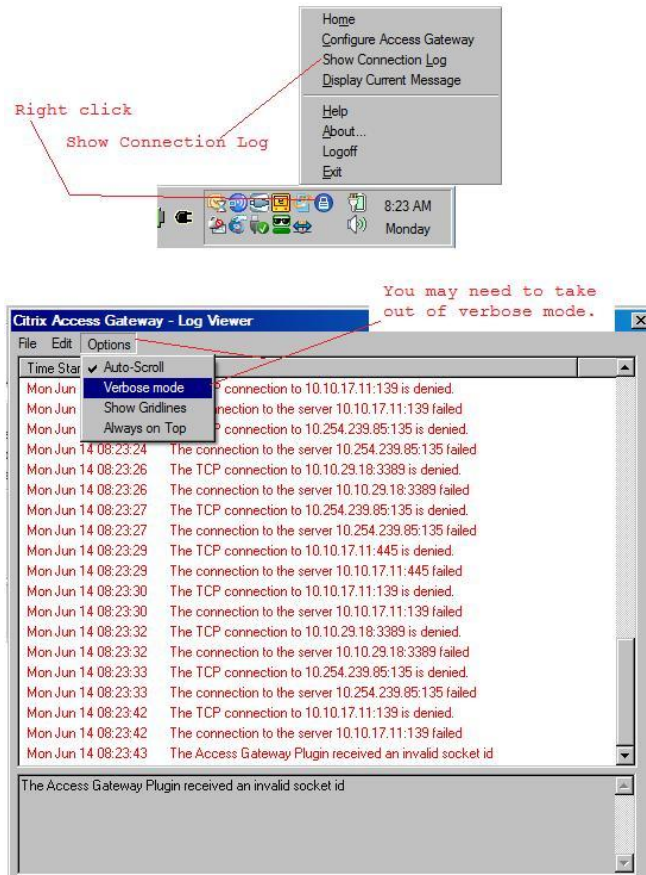 Home
Configure Access Gateway
Show Connection Log
Display Current Message
Help
About...
Logoff
Exit
Right click
Show Connection Log
8:23 AM
Monday
You may need to take
out of verbose mode.
Citrix Access Gateway - Log Viewer
File Edit Options
Time Star
Auto-Scroll
Verbose mode
Show Gridlines
Always on Top
Mon Jun P connection to 10.10.17.11:139 is denied.
Mon Jun nnection to the server 10.10.17.11:139 failed
Mon Jun P connection to 10.254.239.85:135 is denied.
Mon Jun 14 08:23:24 The connection to the server 10.254.239.85:135 failed
Mon Jun 14 08:23:26 The TCP connection to 10.10.29.18:3389 is denied.
Mon Jun 14 08:23:26 The connection to the server 10.10.29.18:3389 failed
Mon Jun 14 08:23:27 The TCP connection to 10.254.239.85:135 is denied.
Mon Jun 14 08:23:27 The connection to the server 10.254.239.85:135 failed
Mon Jun 14 08:23:29 The TCP connection to 10.10.17.11:445 is denied.
Mon Jun 14 08:23:29 The connection to the server 10.10.17.11:445 failed
Mon Jun 14 08:23:30 The TCP connection to 10.10.17.11:139 is denied.
Mon Jun 14 08:23:30 The connection to the server 10.10.17.11:139 failed
Mon Jun 14 08:23:32 The TCP connection to 10.10.29.18:3389 is denied.
Mon Jun 14 08:23:32 The connection to the server 10.10.29.18:3389 failed
Mon Jun 14 08:23:33 The TCP connection to 10.254.239.85:135 is denied.
Mon Jun 14 08:23:33 The connection to the server 10.254.239.85:135 failed
Mon Jun 14 08:23:42 The TCP connection to 10.10.17.11:139 is denied.
Mon Jun 14 08:23:42 The connection to the server 10.10.17.11:139 failed
Mon Jun 14 08:23:43 The Access Gateway Plugin received an invalid socket id
The Access Gateway Plugin received an invalid socket id